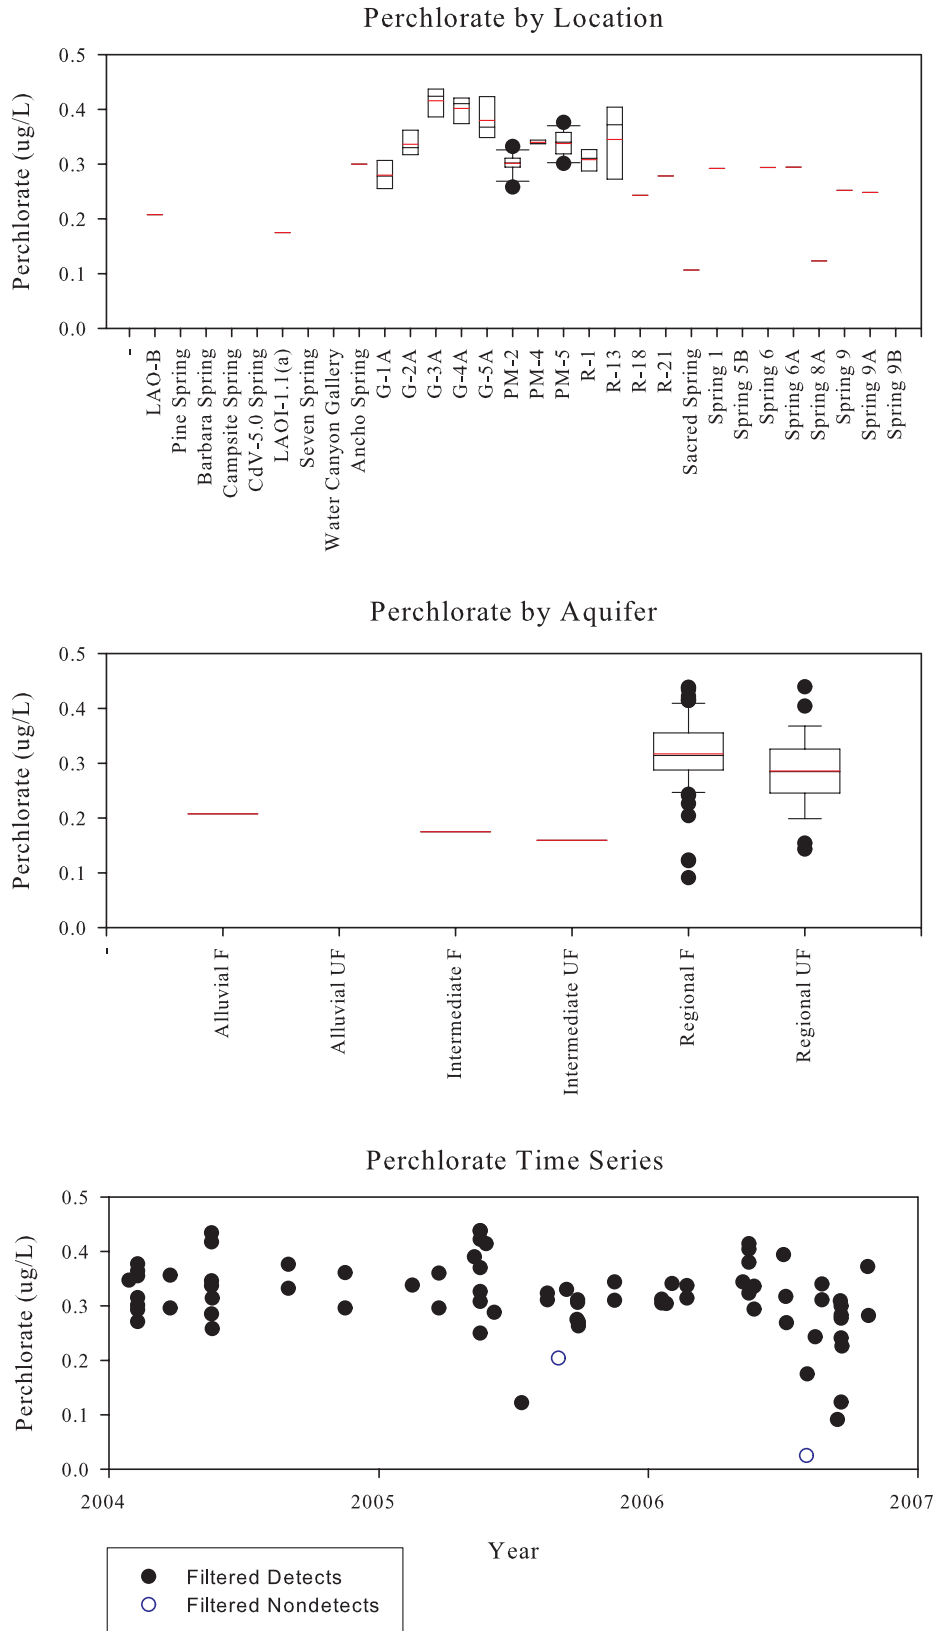 Perchlorate by Location
Perchlorate (ug/L)
0.5
0.4
0.3
0.2
0.1
0.0
-
LAO-B
Pine Spring
Barbara Spring
Campsite Spring
CdV-5.0 Spring
LAOI-1.1(a)
Seven Spring
Water Canyon Gallery
Ancho Spring
G-1A
G-2A
G-3A
G-4A
G-5A
PM-2
PM-4
PM-5
R-1
R-13
R-18
R-21
Sacred Spring
Spring 1
Spring 5B
Spring 6
Spring 6A
Spring 8A
Spring 9
Spring 9A
Spring 9B
Perchlorate by Aquifer
Perchlorate (ug/L)
0.5
0.4
0.3
0.2
0.1
0.0
-
Alluvial F
Alluvial UF
Intermediate F
Intermediate UF
Regional F
Regional UF
Perchlorate Time Series
Perchlorate (ug/L)
0.5
0.4
0.3
0.2
0.1
0.0
2004
2005
2006
2007
Year
Filtered Detects
Filtered Nondetects